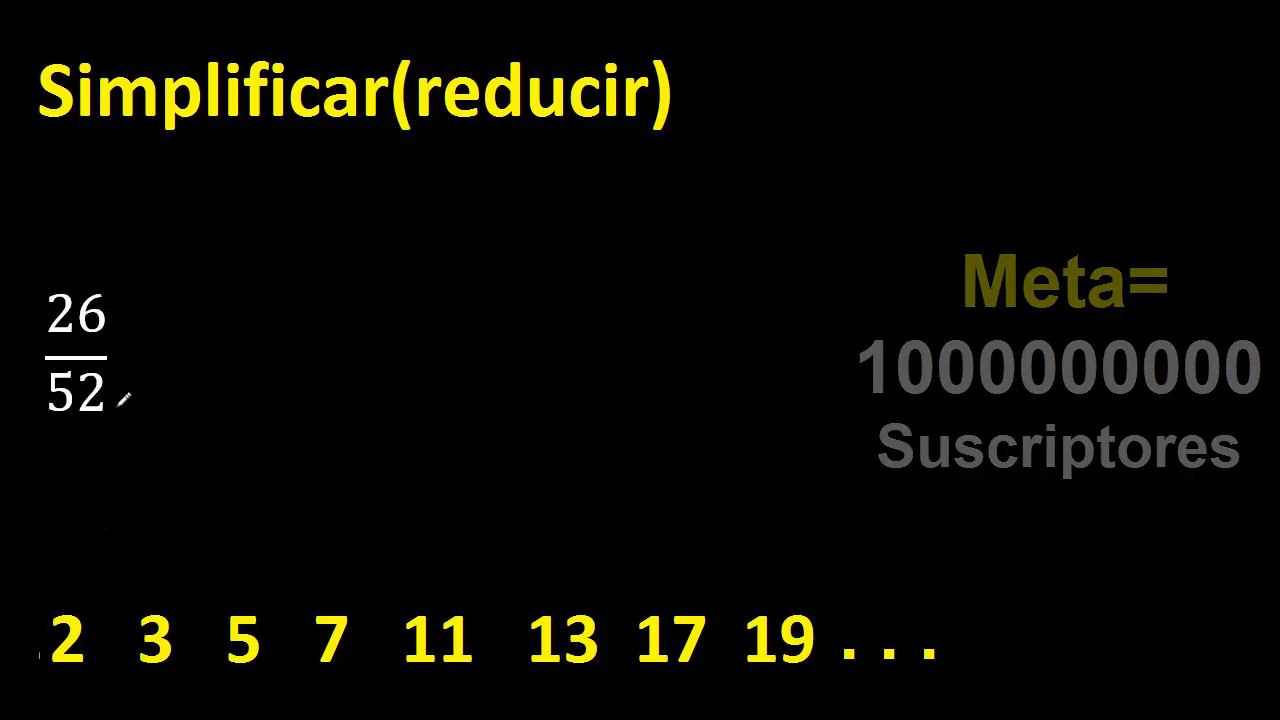 Simplificar(reducir)
26
52
Meta=
1000000000
Suscriptores
2 3 5 7 11 13 17 19 . . .